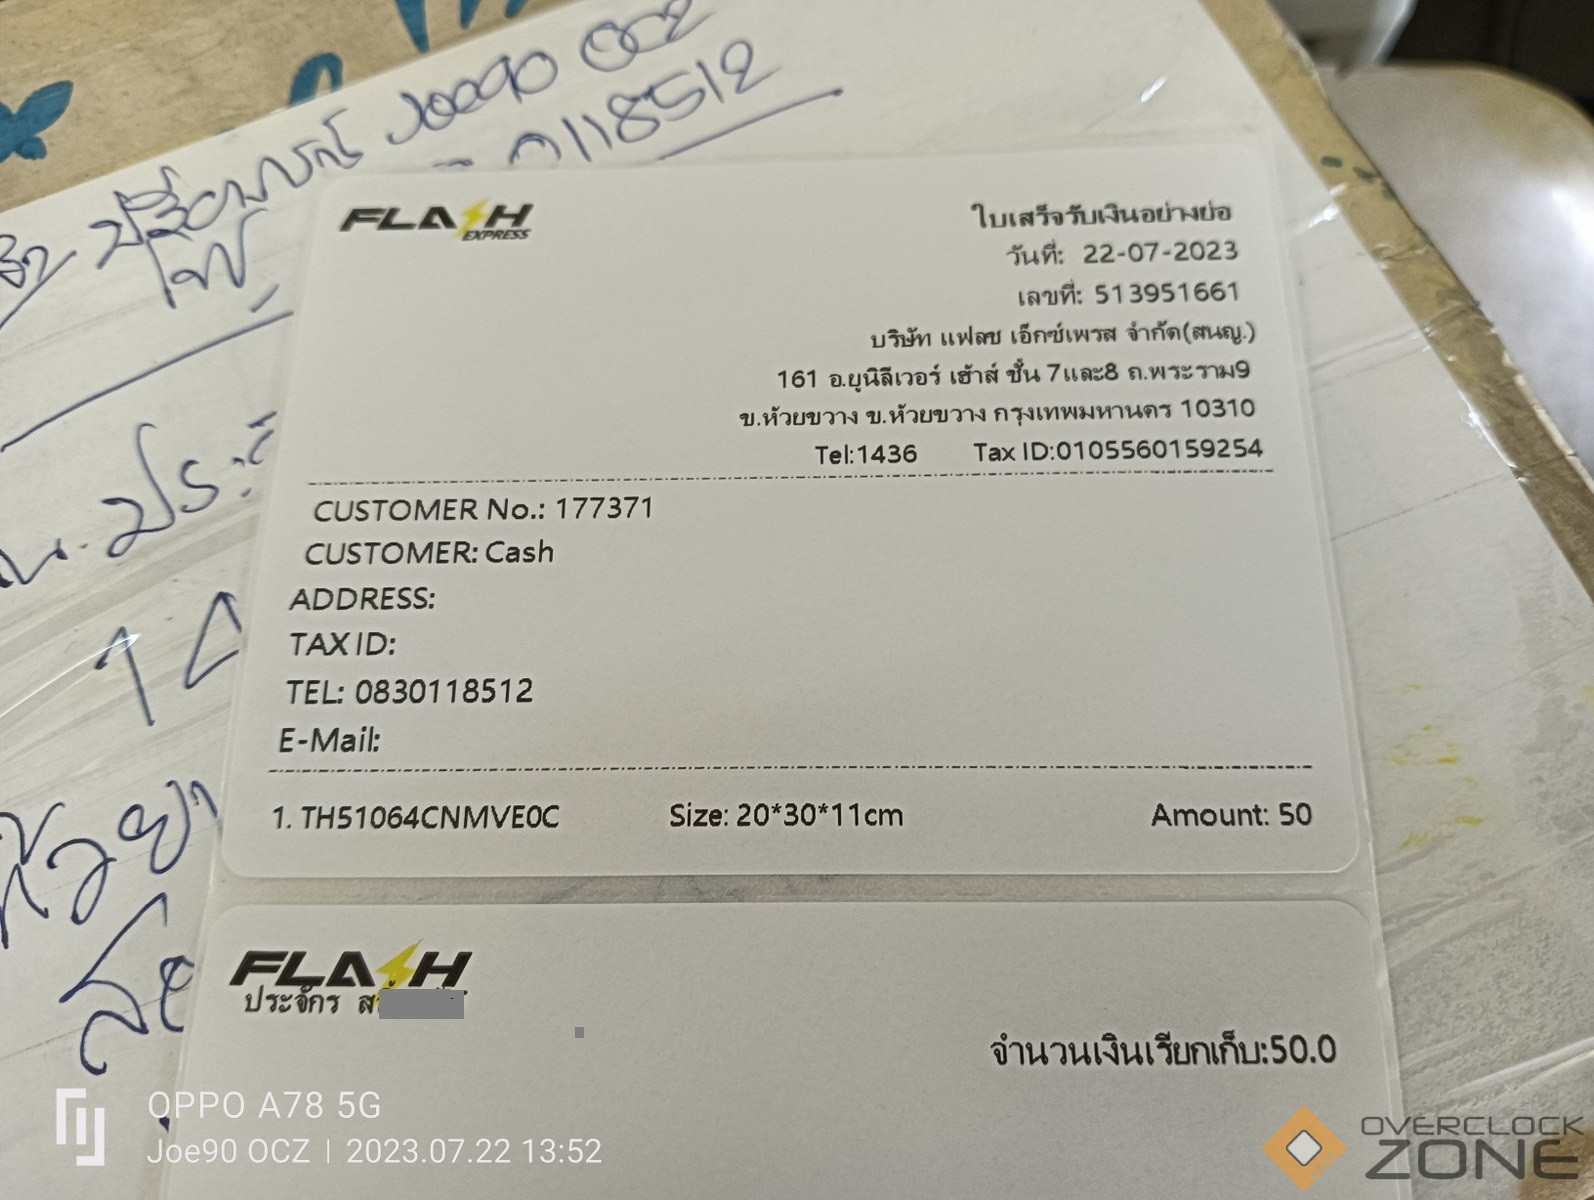 Joe90 OCZ
0118512
FLASH
EXPRESS
ใบเสร็จรับเงินอย่างย่อ
วันที่: 22-07-2023
เลขที่: 513951661
บริษัท แฟลช เอ็กซ์เพรส จำกัด(สนญ.)
161 อ.ยูนิลีเวอร์ เฮ้าส์ ชั้น 7และ8 ถ.พระราม9
ข.ห้วยขวาง ข.ห้วยขวาง กรุงเทพมหานคร 10310
Tel:1436 Tax ID:0105560159254
CUSTOMER No.: 177371
CUSTOMER: Cash
ADDRESS:
TAX ID:
TEL: 0830118512
E-Mail:
1. TH51064CNMVE0C Size: 20*30*11cm Amount: 50
FLASH
ประจักร
จำนวนเงินเรียกเก็บ:50.0
OPPO A78 5G
Joe90 OCZ | 2023.07.22 13:52
OVERCLOCK
ZONE